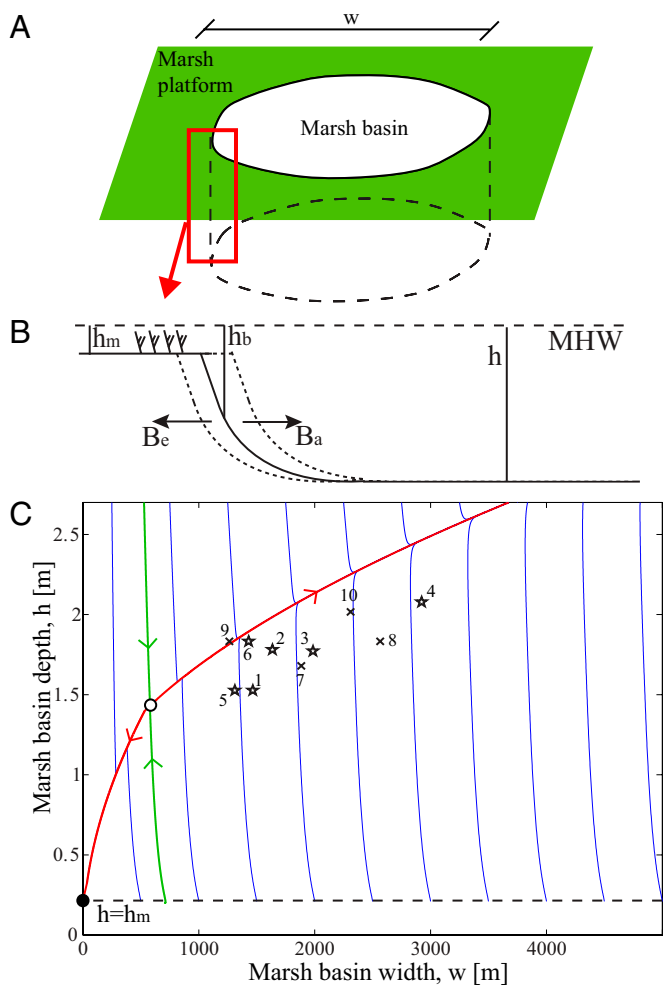 A
w
Marsh
platform
Marsh basin
B
hm
hb
h
MHW
Be
Ba
C
Marsh basin depth, h [m]
2.5
2
1.5
1
0.5
0
9
6
2
3
10
4
8
7
5
1
h=hm
0
1000
2000
3000
4000
Marsh basin width, w [m]